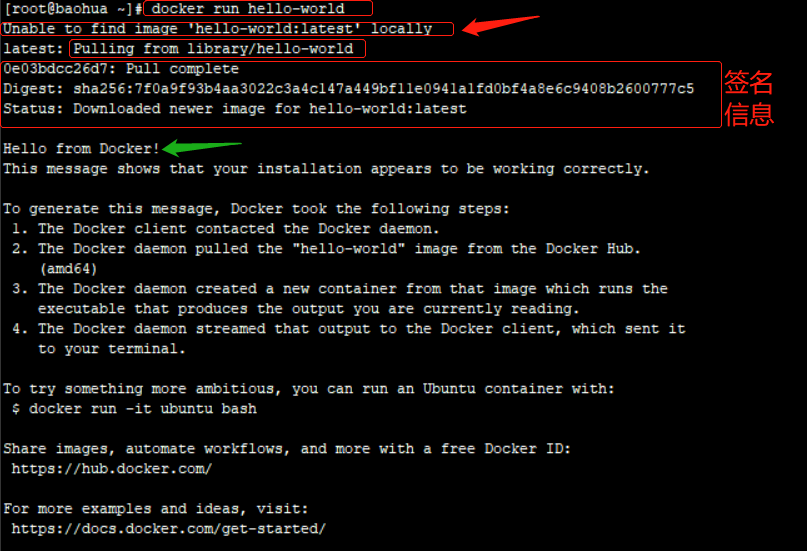 [root@baohua ~]# docker run hello-world
Unable to find image 'hello-world:latest' locally
latest: Pulling from library/hello-world
0e03bdcc26d7: Pull complete
Digest: sha256:7f0a9f93b4aa3022c3a4c147a449bf11e0941a1fd0bf4a8e6c9408b2600777c5
Status: Downloaded newer image for hello-world:latest
签名
信息
Hello from Docker!
This message shows that your installation appears to be working correctly.
To generate this message, Docker took the following steps:
1. The Docker client contacted the Docker daemon.
2. The Docker daemon pulled the "hello-world" image from the Docker Hub.
(amd64)
3. The Docker daemon created a new container from that image which runs the
executable that produces the output you are currently reading.
4. The Docker daemon streamed that output to the Docker client, which sent it
to your terminal.
To try something more ambitious, you can run an Ubuntu container with:
$ docker run -it ubuntu bash
Share images, automate workflows, and more with a free Docker ID:
https://hub.docker.com/
For more examples and ideas, visit:
https://docs.docker.com/get-started/